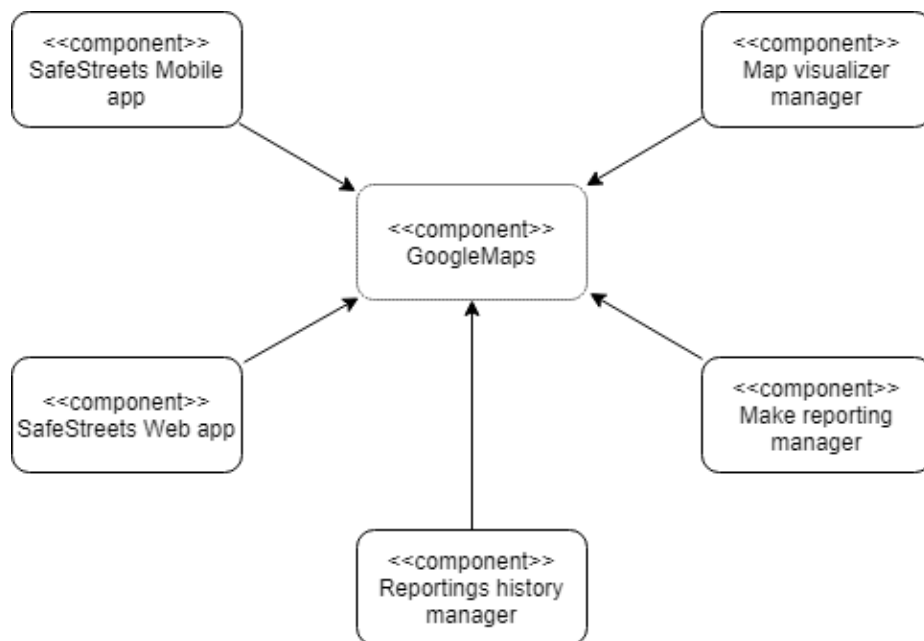 <<component>>
SafeStreets Mobile
app
<<component>>
Map visualizer
manager
<<component>>
GoogleMaps
<<component>>
SafeStreets Web app
<<component>>
Make reporting
manager
<<component>>
Reportings history
manager